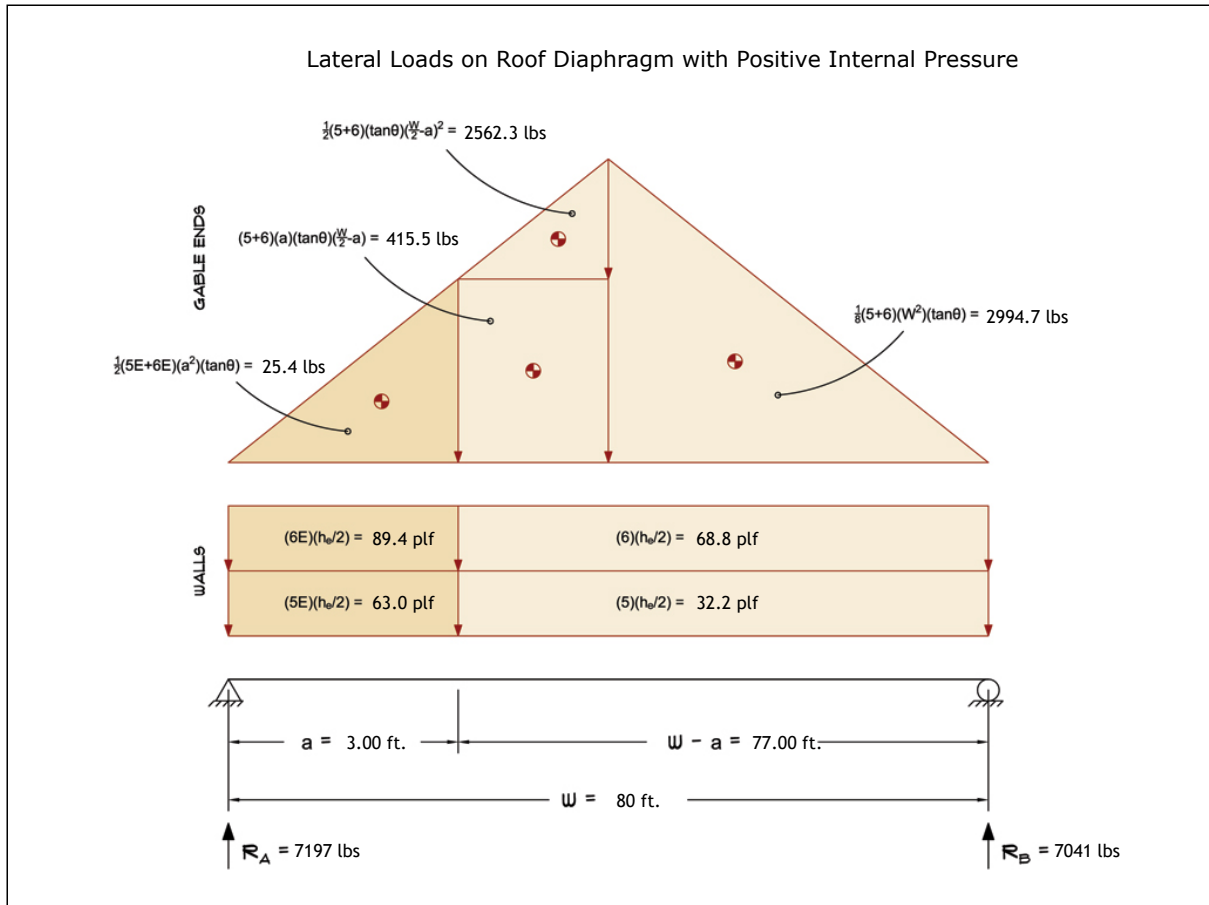 Lateral Loads on Roof Diaphragm with Positive Internal Pressure
½(5+6)(tanθ)(W/2-a)² = 2562.3 lbs
GABLE ENDS
(5+6)(a)(tanθ)(W/2-a) = 415.5 lbs
⅛(5+6)(W²)(tanθ) = 2994.7 lbs
½(5E+6E)(a²)(tanθ) = 25.4 lbs
WALLS
(6E)(hₑ/2) = 89.4 plf
(6)(hₑ/2) = 68.8 plf
(5E)(hₑ/2) = 63.0 plf
(5)(hₑ/2) = 32.2 plf
a = 3.00 ft.
W - a = 77.00 ft.
W = 80 ft.
R_A = 7197 lbs
R_B = 7041 lbs